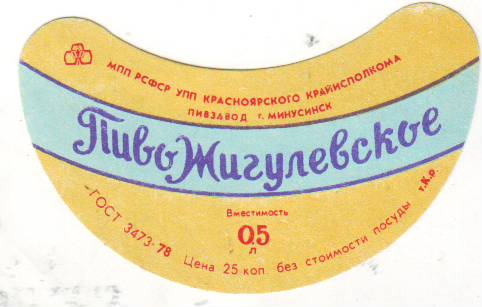 МПП РСФСР УПП КРАСНОЯРСКОГО КРАЙИСПОЛКОМА
ПИВЗАВОД г. МИНУСИНСК
Пиво Жигулевское
Вместимость
0,5
л
ГОСТ 3473-78 Цена 25 коп. без стоимости посуды т.К.р.